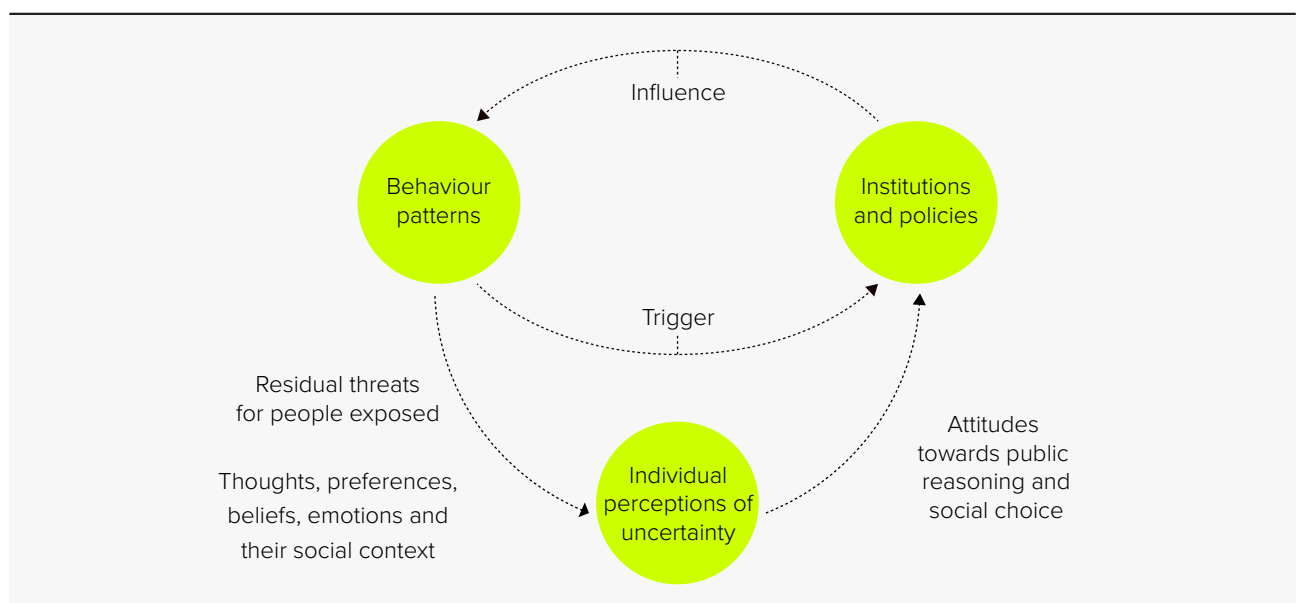 Influence
Behaviour
patterns
Institutions
and policies
Trigger
Residual threats
for people exposed
Thoughts, preferences,
beliefs, emotions and
their social context
Individual
perceptions of
uncertainty
Attitudes
towards public
reasoning and
social choice